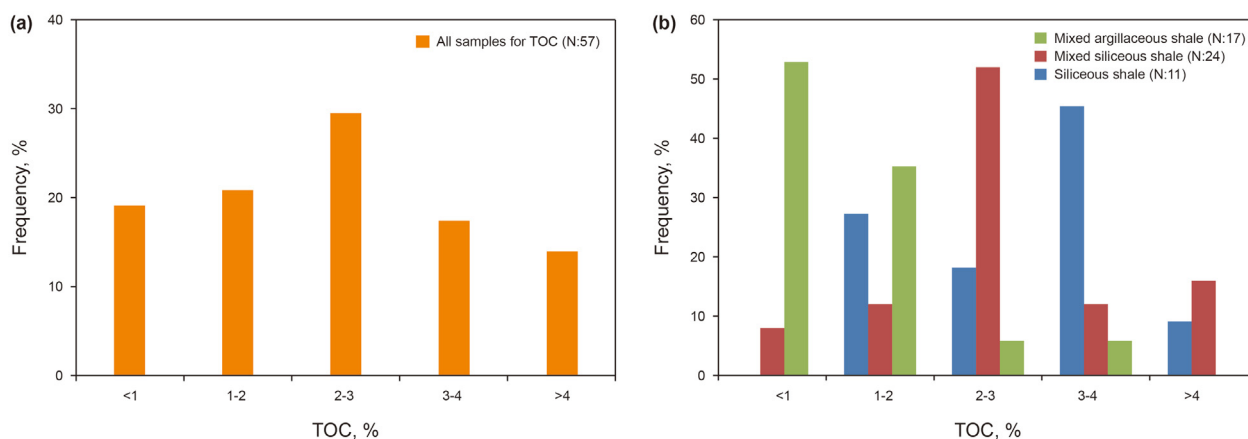 (a)
All samples for TOC (N:57)
Frequency, %
40
30
20
10
0
<1 1-2 2-3 3-4 >4
TOC, %
(b)
Mixed argillaceous shale (N:17)
Mixed siliceous shale (N:24)
Siliceous shale (N:11)
Frequency, %
60
50
40
30
20
10
0
<1 1-2 2-3 3-4 >4
TOC, %